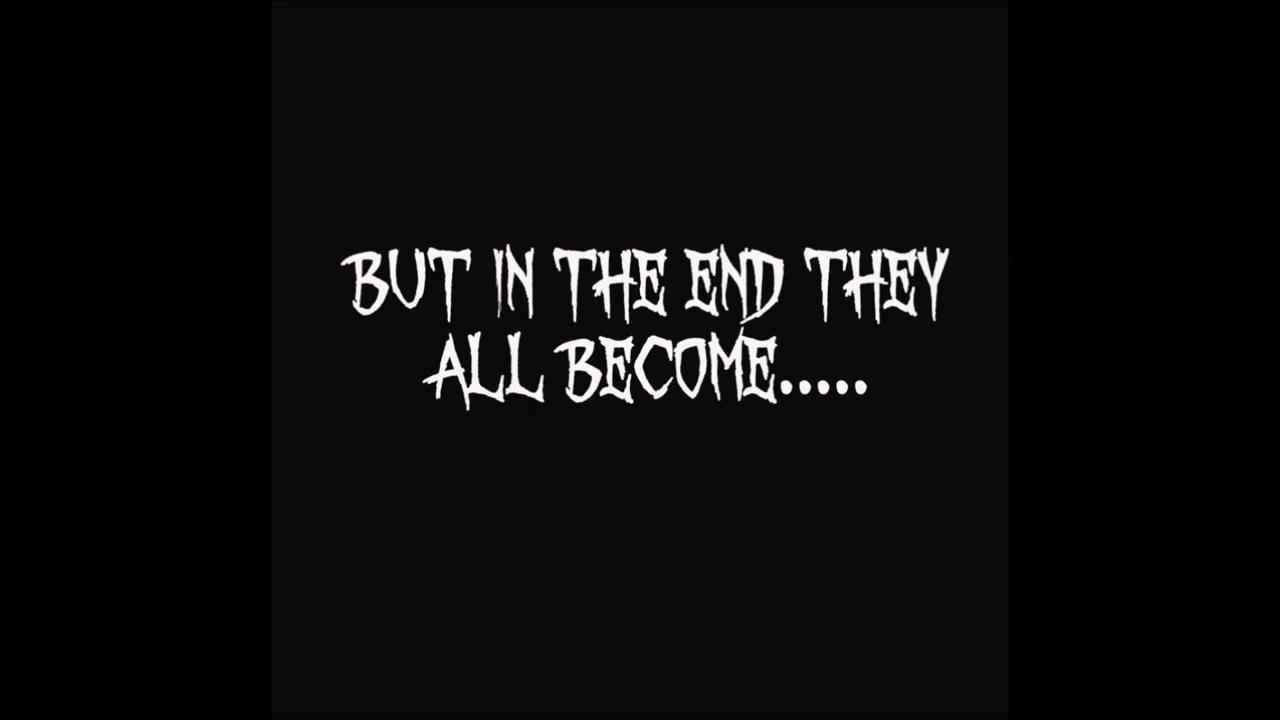 BUT IN THE END THEY
ALL BECOME.....